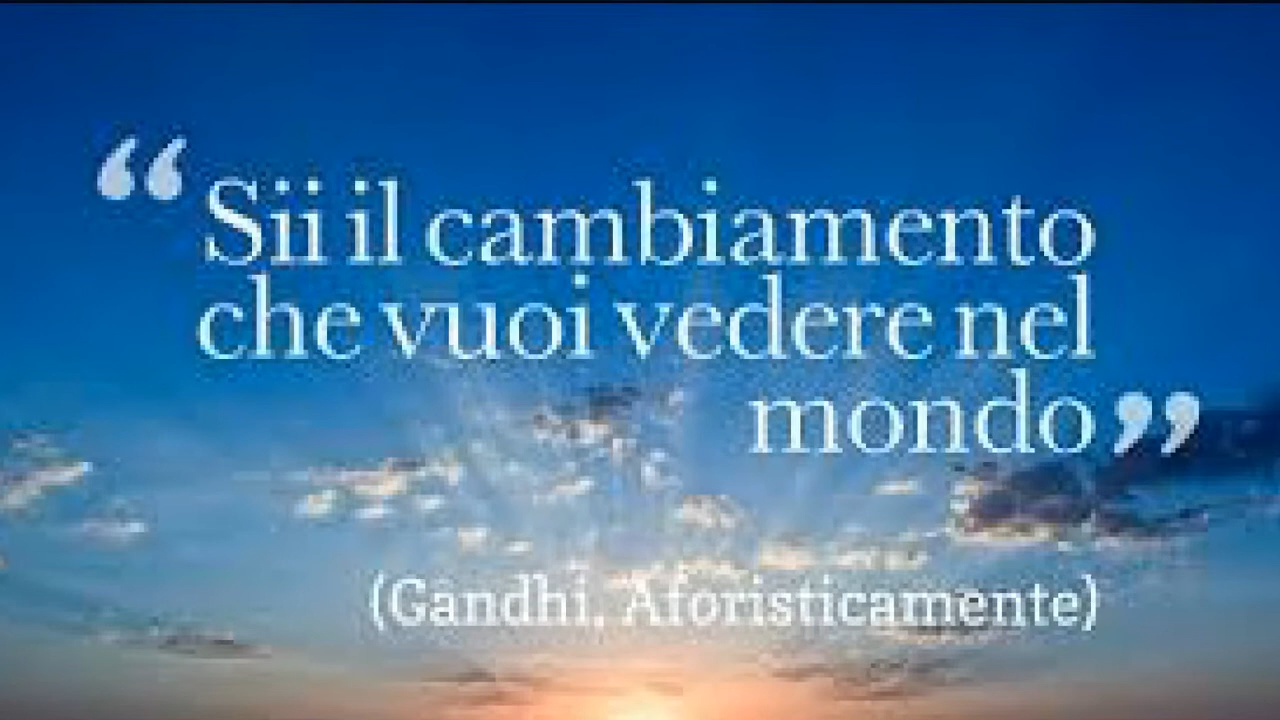 “Sii il cambiamento
che vuoi vedere nel
mondo”
(Gandhi, Aforisticamente)